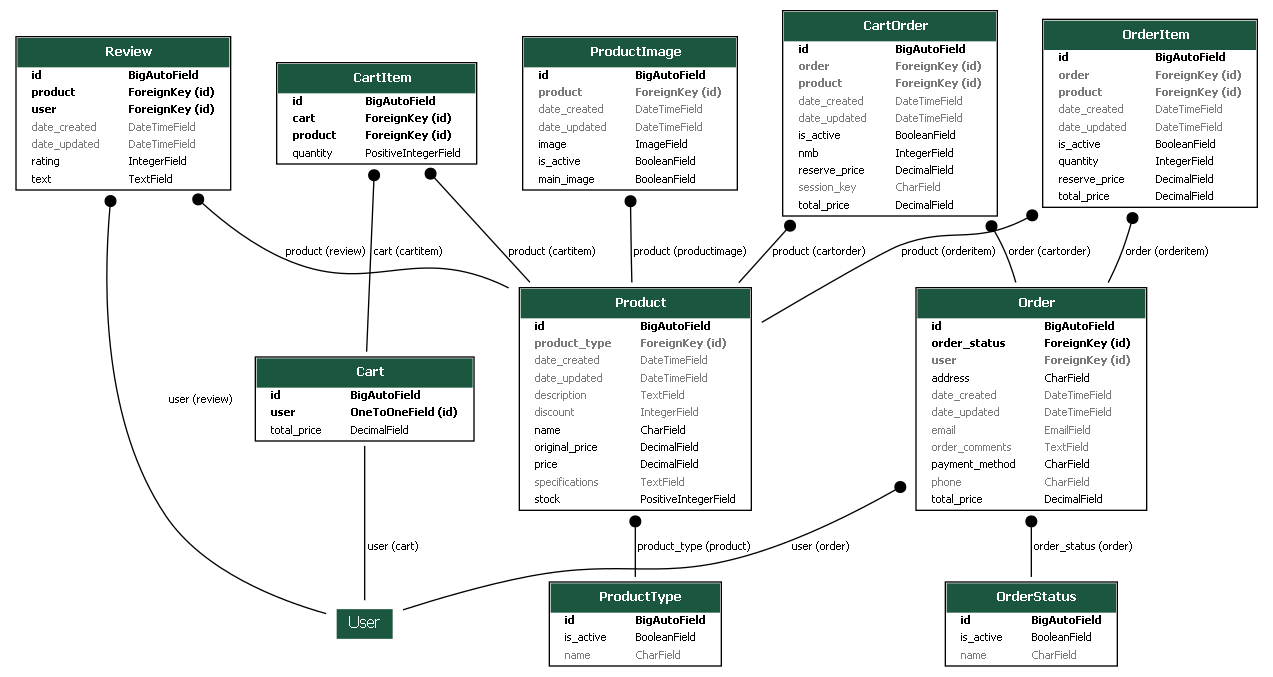 Review
id BigAutoField
product ForeignKey (id)
user ForeignKey (id)
date_created DateTimeField
date_updated DateTimeField
rating IntegerField
text TextField
CartItem
id BigAutoField
cart ForeignKey (id)
product ForeignKey (id)
quantity PositiveIntegerField
ProductImage
id BigAutoField
product ForeignKey (id)
date_created DateTimeField
date_updated DateTimeField
image ImageField
is_active BooleanField
main_image BooleanField
CartOrder
id BigAutoField
order ForeignKey (id)
product ForeignKey (id)
date_created DateTimeField
date_updated DateTimeField
is_active BooleanField
nmb IntegerField
reserve_price DecimalField
session_key CharField
total_price DecimalField
OrderItem
id BigAutoField
order ForeignKey (id)
product ForeignKey (id)
date_created DateTimeField
date_updated DateTimeField
is_active BooleanField
quantity IntegerField
reserve_price DecimalField
total_price DecimalField
product (review)
cart (cartitem)
product (cartitem)
product (productimage)
product (cartorder)
product (orderitem)
order (cartorder)
order (orderitem)
Cart
id BigAutoField
user OneToOneField (id)
total_price DecimalField
Product
id BigAutoField
product_type ForeignKey (id)
date_created DateTimeField
date_updated DateTimeField
description TextField
discount IntegerField
name CharField
original_price DecimalField
price DecimalField
specifications TextField
stock PositiveIntegerField
Order
id BigAutoField
order_status ForeignKey (id)
user ForeignKey (id)
address CharField
date_created DateTimeField
date_updated DateTimeField
email EmailField
order_comments TextField
payment_method CharField
phone CharField
total_price DecimalField
user (review)
user (cart)
product_type (product)
user (order)
order_status (order)
User
ProductType
id BigAutoField
is_active BooleanField
name CharField
OrderStatus
id BigAutoField
is_active BooleanField
name CharField